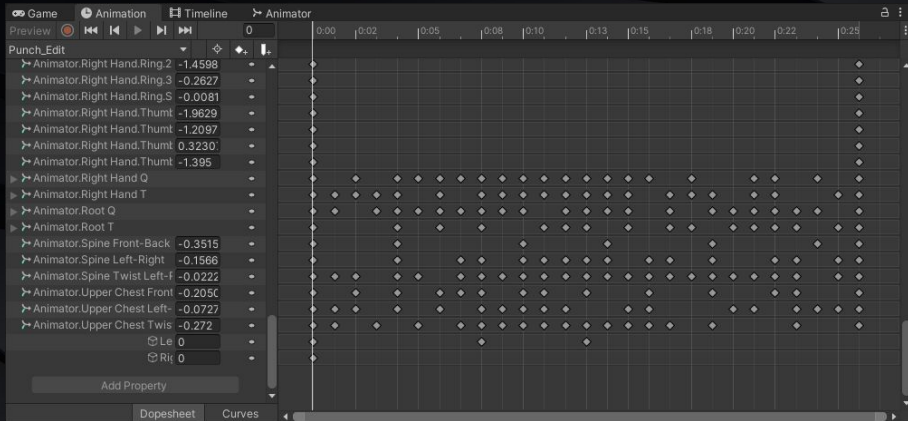 Game Animation Timeline Animator
Preview 0 0:00 0:02 0:05 0:08 0:10 0:13 0:15 0:18 0:20 0:22 0:25
Punch_Edit
Animator.Right Hand.Ring.2 -1.4598
Animator.Right Hand.Ring.3 -0.2627
Animator.Right Hand.Ring.S -0.0081
Animator.Right Hand.Thumb -1.9629
Animator.Right Hand.Thumb -1.2097
Animator.Right Hand.Thumb 0.3230
Animator.Right Hand.Thumb -1.395
Animator.Right Hand Q
Animator.Right Hand T
Animator.Root Q
Animator.Root T
Animator.Spine Front-Back -0.3515
Animator.Spine Left-Right -0.1566
Animator.Spine Twist Left-F -0.0222
Animator.Upper Chest Front -0.2050
Animator.Upper Chest Left- -0.0727
Animator.Upper Chest Twis -0.272
Le 0
Rig 0
Add Property
Dopesheet Curves